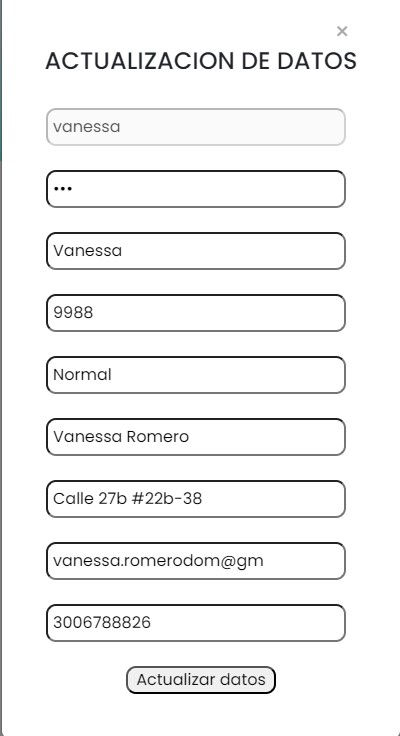 ×
ACTUALIZACION DE DATOS
vanessa
•••
Vanessa
9988
Normal
Vanessa Romero
Calle 27b #22b-38
vanessa.romerodom@gm
3006788826
Actualizar datos